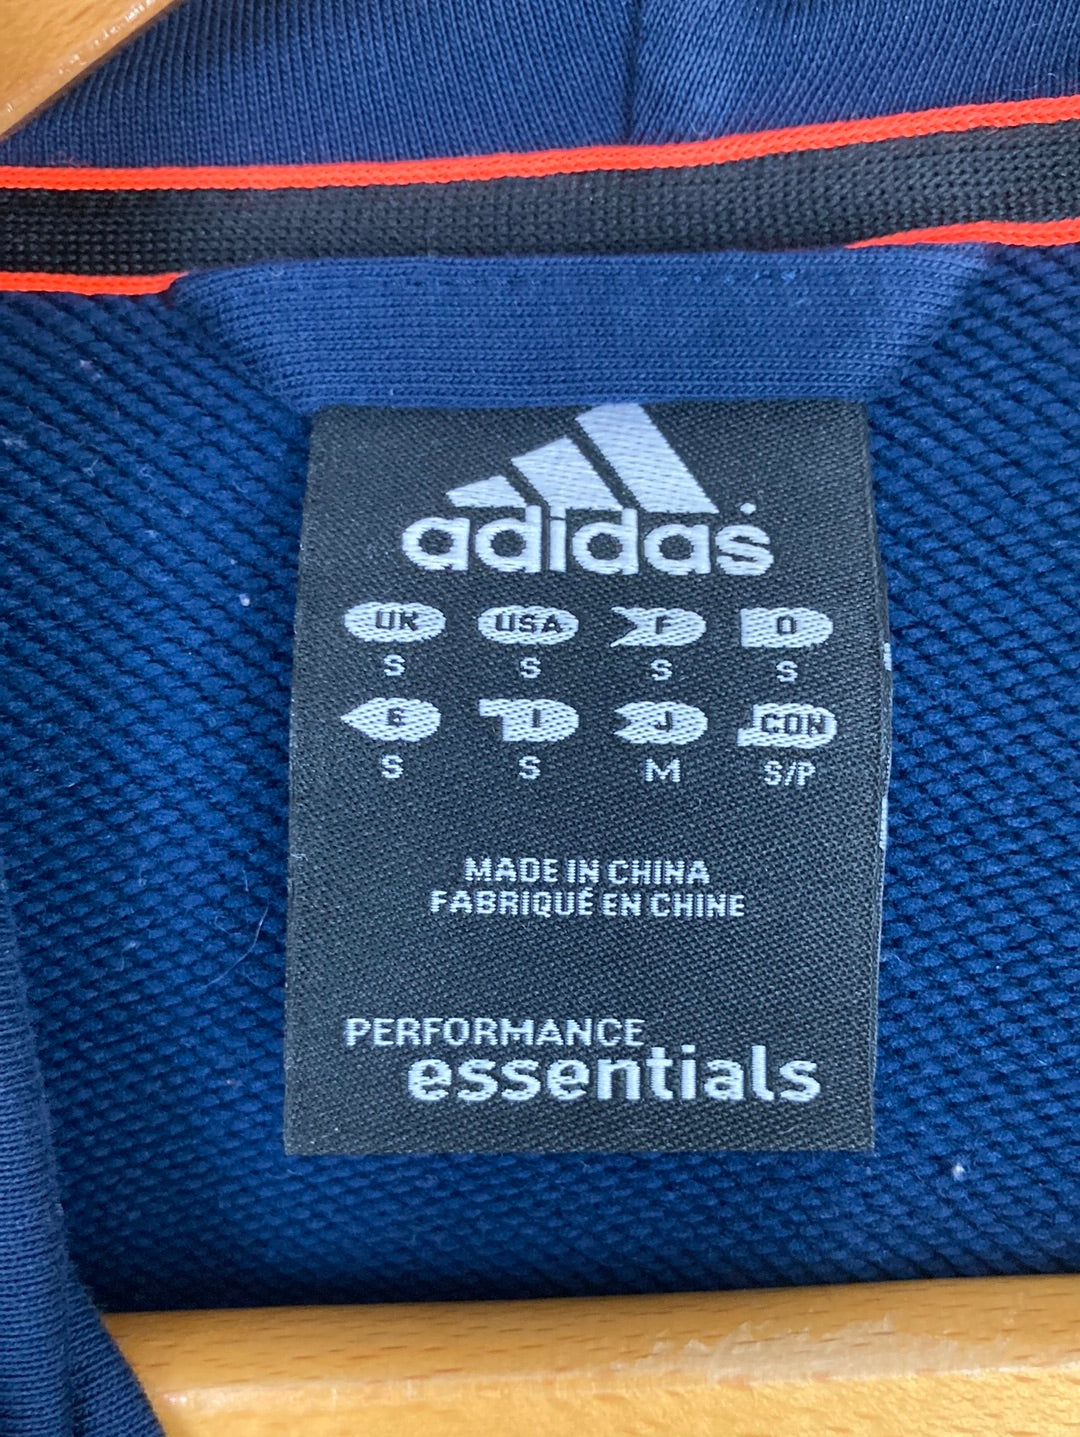 adidas
UK USA F D
S S S S
E I J CON
S S M S/P
MADE IN CHINA
FABRIQUÉ EN CHINE
PERFORMANCE
essentials